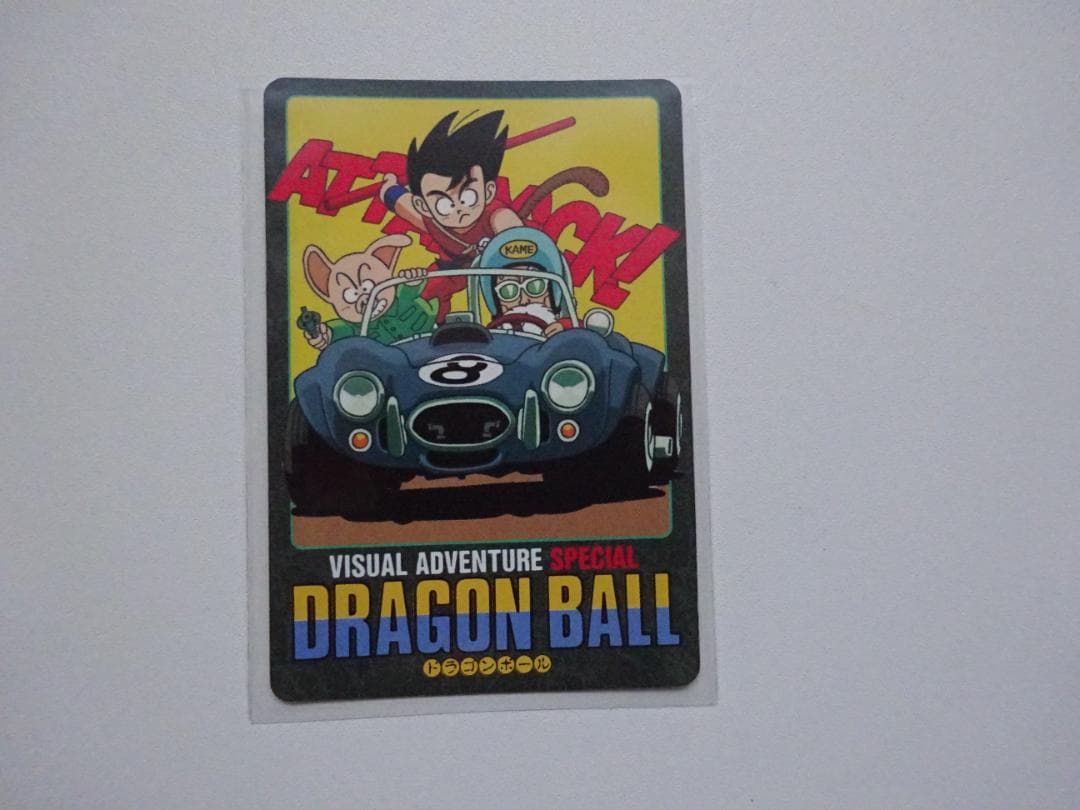 ATTACK!
KAME
8
VISUAL ADVENTURE SPECIAL
DRAGON BALL
ドラゴンボール